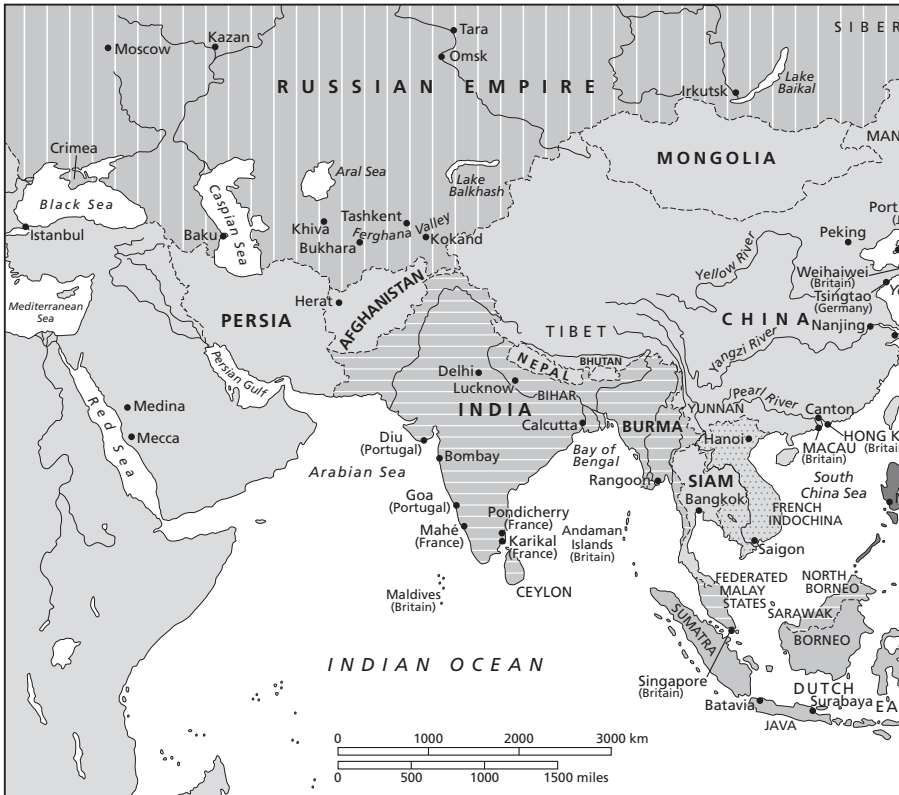 SIBER
Tara
Kazan
Moscow
Omsk
RUSSIAN EMPIRE
Irkutsk
Lake
Baikal
MAN
Crimea
MONGOLIA
Aral Sea
Lake
Balkhash
Black Sea
Caspian Sea
Port
Istanbul
Baku
Khiva
Tashkent
Ferghana Valley
Bukhara
Kokand
Peking
Yellow River
Weihaiwei
(Britain)
Tsingtao
(Germany)
Mediterranean
Sea
Herat
AFGHANISTAN
PERSIA
TIBET
CHINA
Nanjing
Yangzi River
Persian Gulf
NEPAL
BHUTAN
Delhi
Lucknow
BIHAR
INDIA
Calcutta
BURMA
YUNNAN
Pearl River
Canton
Medina
Mecca
Red Sea
Diu
(Portugal)
Bombay
Arabian Sea
Bay of
Bengal
Rangoon
Hanoi
MACAU
(Britain)
HONG K
(Britai
SIAM
Bangkok
South
China Sea
FRENCH
INDOCHINA
Goa
(Portugal)
Mahé
(France)
Pondicherry
(France)
Karikal
(France)
Andaman
Islands
(Britain)
Saigon
Maldives
(Britain)
CEYLON
FEDERATED
MALAY
STATES
NORTH
BORNEO
SARAWAK
BORNEO
SUMATRA
INDIAN OCEAN
Singapore
(Britain)
Batavia
DUTCH
Surabaya
EA
JAVA
0 1000 2000 3000 km
0 500 1000 1500 miles